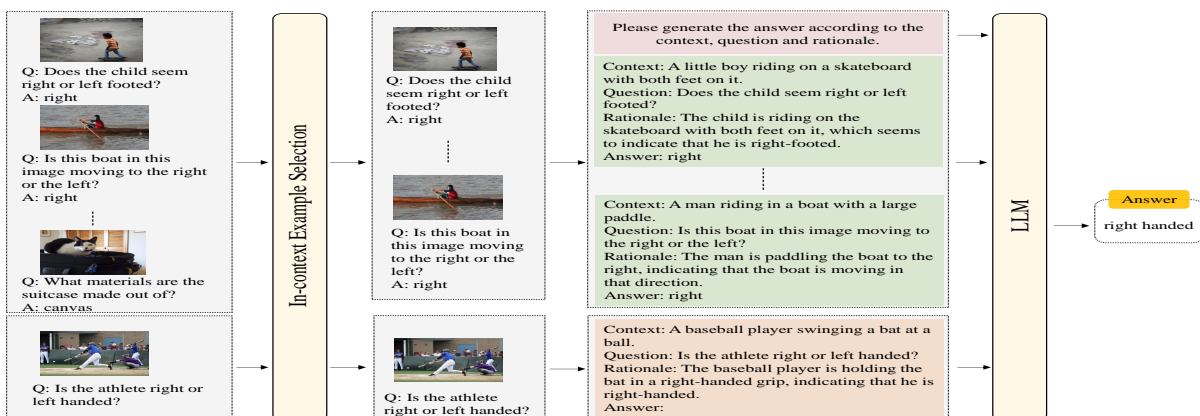 Q: Does the child seem
right or left footed?
A: right
Q: Is this boat in this
image moving to the right
or the left?
A: right
Q: What materials are the
suitcase made out of?
A: canvas
Q: Is the athlete right or
left handed?
In-context Example Selection
Q: Does the child
seem right or left
footed?
A: right
Q: Is this boat in
this image moving
to the right or the
left?
A: right
Q: Is the athlete
right or left handed?
Please generate the answer according to the
context, question and rationale.
Context: A little boy riding on a skateboard
with both feet on it.
Question: Does the child seem right or left
footed?
Rationale: The child is riding on the
skateboard with both feet on it, which seems
to indicate that he is right-footed.
Answer: right
Context: A man riding in a boat with a large
paddle.
Question: Is this boat in this image moving to
the right or the left?
Rationale: The man is paddling the boat to the
right, indicating that the boat is moving in
that direction.
Answer: right
Context: A baseball player swinging a bat at a
ball.
Question: Is the athlete right or left handed?
Rationale: The baseball player is holding the
bat in a right-handed grip, indicating that he is
right-handed.
Answer:
LLM
Answer
right handed